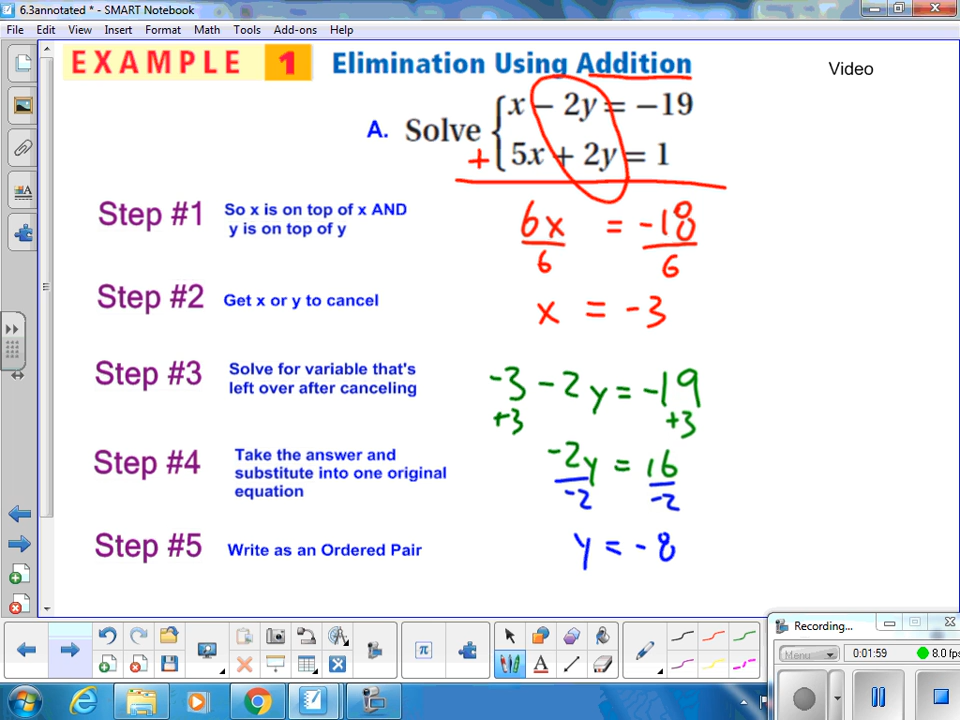 6.3annotated * - SMART Notebook
File Edit View Insert Format Math Tools Add-ons Help
EXAMPLE 1 Elimination Using Addition
Video
A. Solve
x − 2y = −19
+ 5x + 2y = 1
Step #1 So x is on top of x AND
y is on top of y
6x = -18
6 6
Step #2 Get x or y to cancel
x = -3
Step #3 Solve for variable that's
left over after canceling
-3 - 2y = -19
+3 +3
Step #4 Take the answer and
substitute into one original
equation
-2y = 16
-2 -2
Step #5 Write as an Ordered Pair
y = -8
Recording...
Menu 0:01:59 8.0 fps